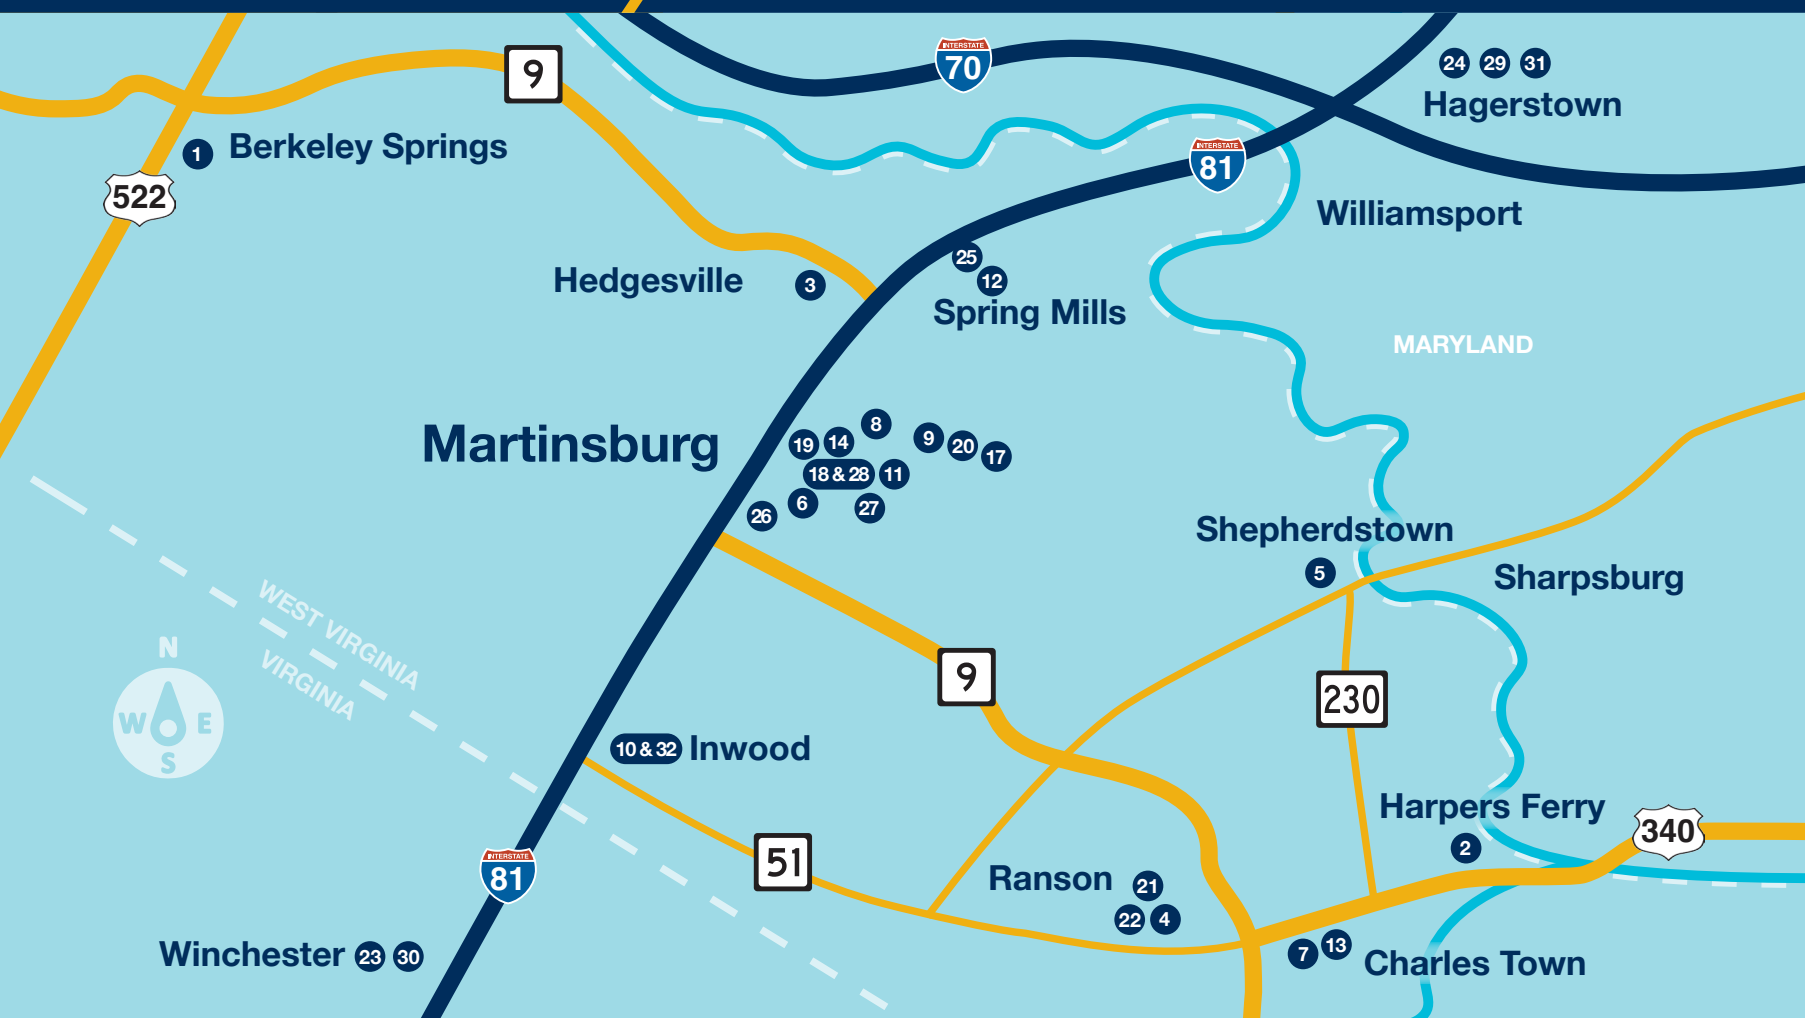 INTERSTATE
70
24 29 31
Hagerstown
9
1 Berkeley Springs
INTERSTATE
81
522
Williamsport
25
12
Spring Mills
Hedgesville 3
MARYLAND
Martinsburg
8
19 14 9 20 17
18 & 28 11
26 6 27
Shepherdstown
5
Sharpsburg
WEST VIRGINIA
VIRGINIA
N
W E
S
9
230
10 & 32 Inwood
Harpers Ferry
2
340
51
INTERSTATE
81
Ranson 21
22 4
7 13 Charles Town
Winchester 23 30